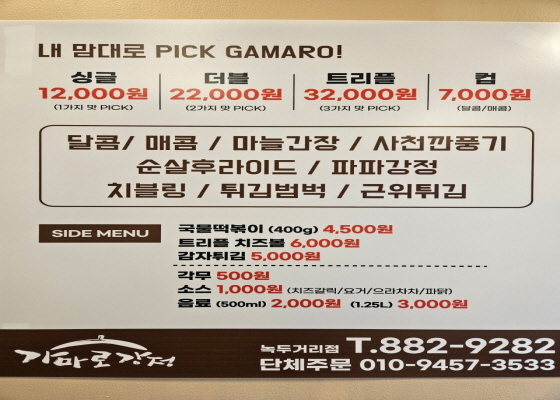 내 맘대로 PICK GAMARO!
싱글 더블 트리플 컵
12,000원 22,000원 32,000원 7,000원
(1가지 맛 PICK) (2가지 맛 PICK) (3가지 맛 PICK) (달콤/매콤)
달콤/ 매콤 / 마늘간장 / 사천깐풍기
순살후라이드 / 파파강정
치블링 / 튀김범벅 / 근위튀김
SIDE MENU
국물떡볶이 (400g) 4,500원
트리플 치즈볼 6,000원
감자튀김 5,000원
각무 500원
소스 1,000원 (치즈갈릭/요거/으라차차/파닭)
음료 (500ml) 2,000원 (1.25L) 3,000원
가마로강정 녹두거리점 T.882-9282
단체주문 010-9457-3533